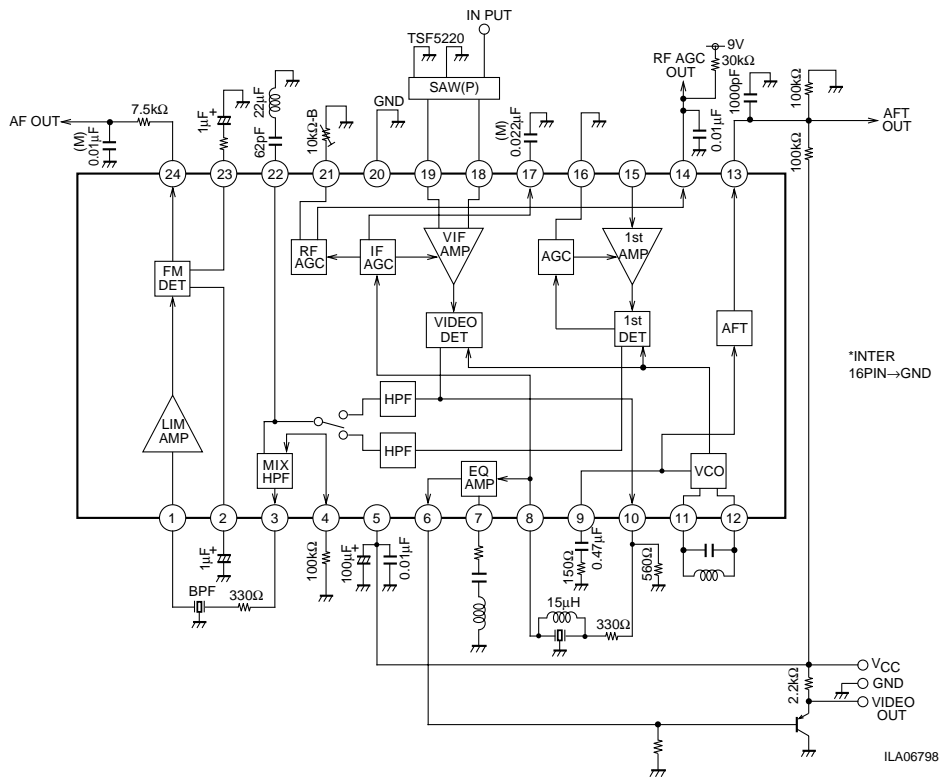 IN PUT
TSF5220
SAW(P)
GND
RF AGC
OUT
9V
30kΩ
1000pF
100kΩ
AFT
OUT
100kΩ
0.01μF
AF OUT
7.5kΩ
(M)
0.01μF
1μF
+
22μF
62pF
10kΩ-B
(M)
0.022μF
24
23
22
21
20
19
18
17
16
15
14
13
RF
AGC
IF
AGC
VIF
AMP
AGC
1st
AMP
FM
DET
VIDEO
DET
1st
DET
AFT
*INTER
16PIN→GND
HPF
LIM
AMP
HPF
MIX
HPF
EQ
AMP
VCO
1
2
3
4
5
6
7
8
9
10
11
12
1μF
+
BPF
330Ω
100kΩ
100μF
+
0.01μF
150Ω
0.47μF
560Ω
15μH
330Ω
VCC
2.2kΩ
GND
VIDEO
OUT
ILA06798